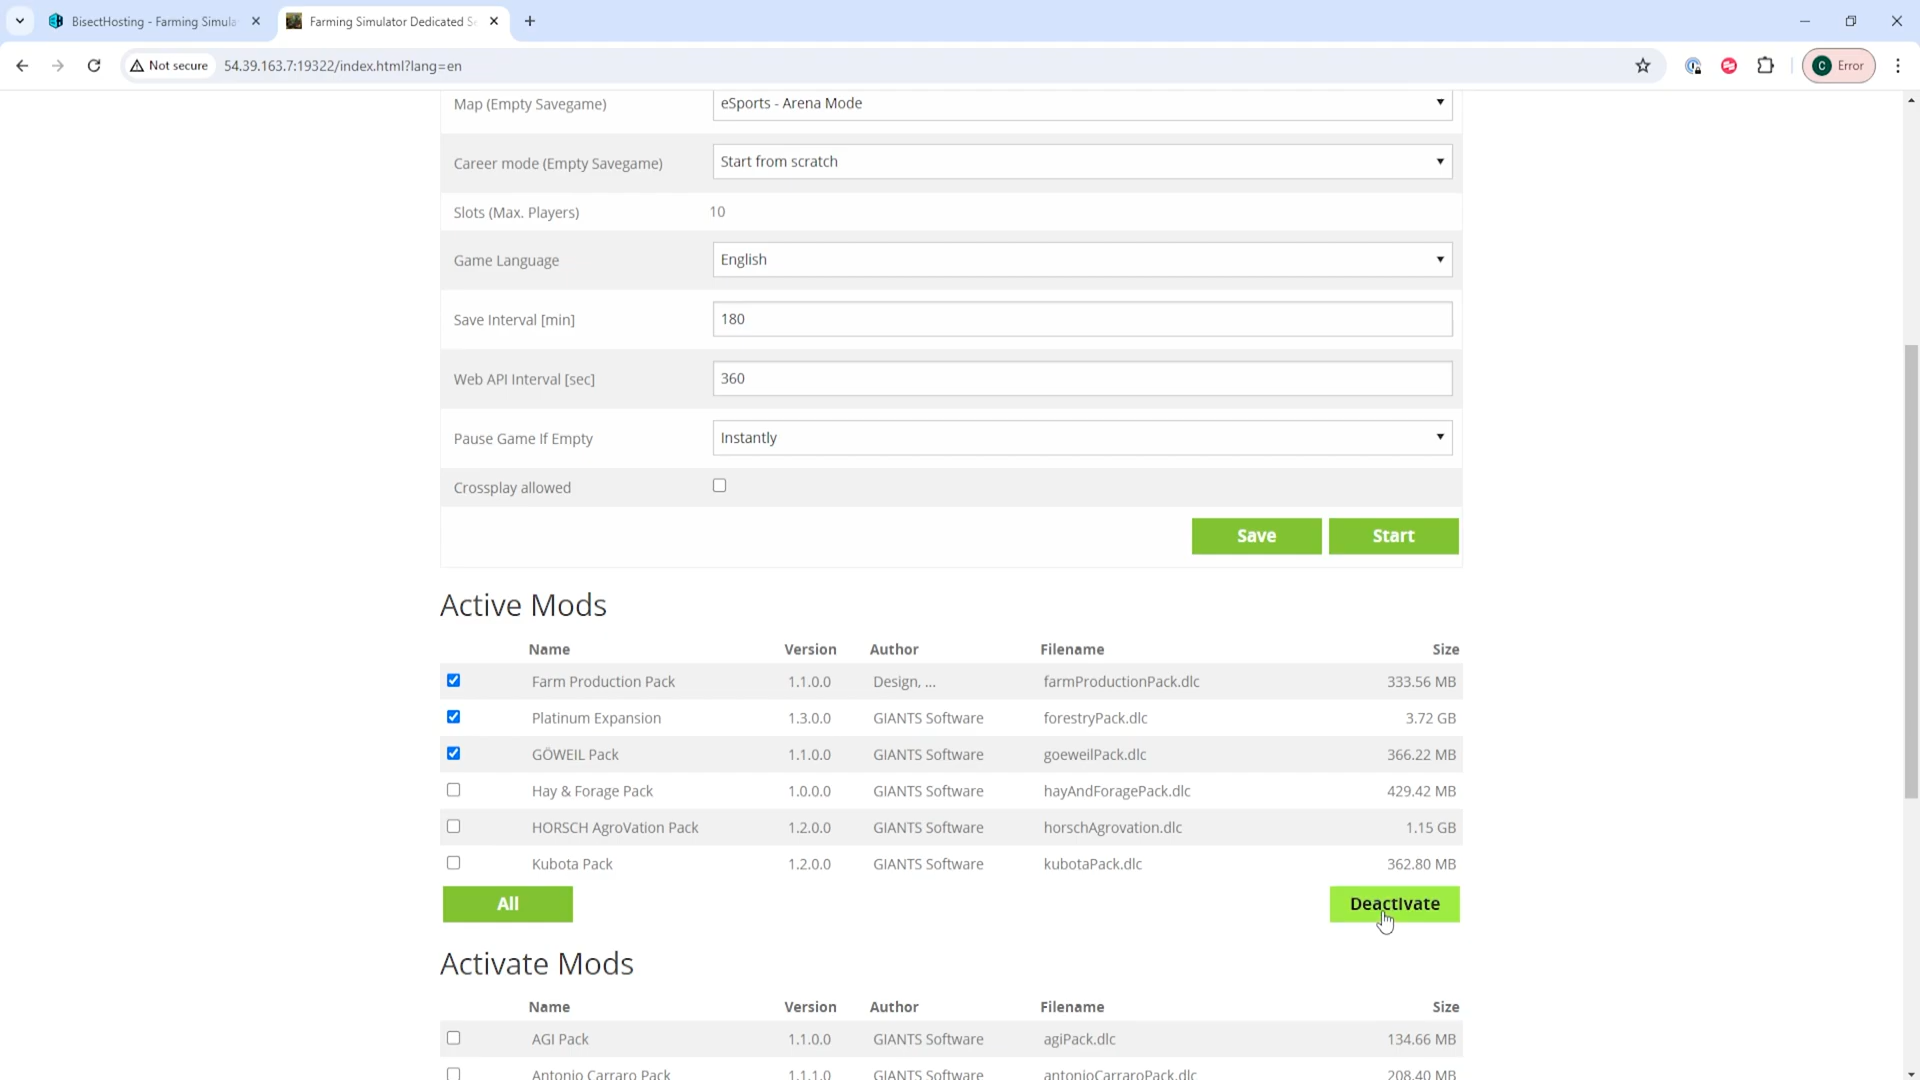 BisectHosting - Farming Simula
Farming Simulator Dedicated S
Not secure
54.39.163.7:19322/index.html?lang=en
C Error
Map (Empty Savegame) eSports - Arena Mode
Career mode (Empty Savegame) Start from scratch
Slots (Max. Players) 10
Game Language English
Save Interval [min] 180
Web API Interval [sec] 360
Pause Game If Empty Instantly
Crossplay allowed
Save Start
Active Mods
Name Version Author Filename Size
Farm Production Pack 1.1.0.0 Design, ... farmProductionPack.dlc 333.56 MB
Platinum Expansion 1.3.0.0 GIANTS Software forestryPack.dlc 3.72 GB
GÖWEIL Pack 1.1.0.0 GIANTS Software goeweilPack.dlc 366.22 MB
Hay & Forage Pack 1.0.0.0 GIANTS Software hayAndForagePack.dlc 429.42 MB
HORSCH AgroVation Pack 1.2.0.0 GIANTS Software horschAgrovation.dlc 1.15 GB
Kubota Pack 1.2.0.0 GIANTS Software kubotaPack.dlc 362.80 MB
All Deactivate
Activate Mods
Name Version Author Filename Size
AGI Pack 1.1.0.0 GIANTS Software agiPack.dlc 134.66 MB
Antonio Carraro Pack 1.1.1.0 GIANTS Software antonioCarraroPack.dlc 208.40 MB